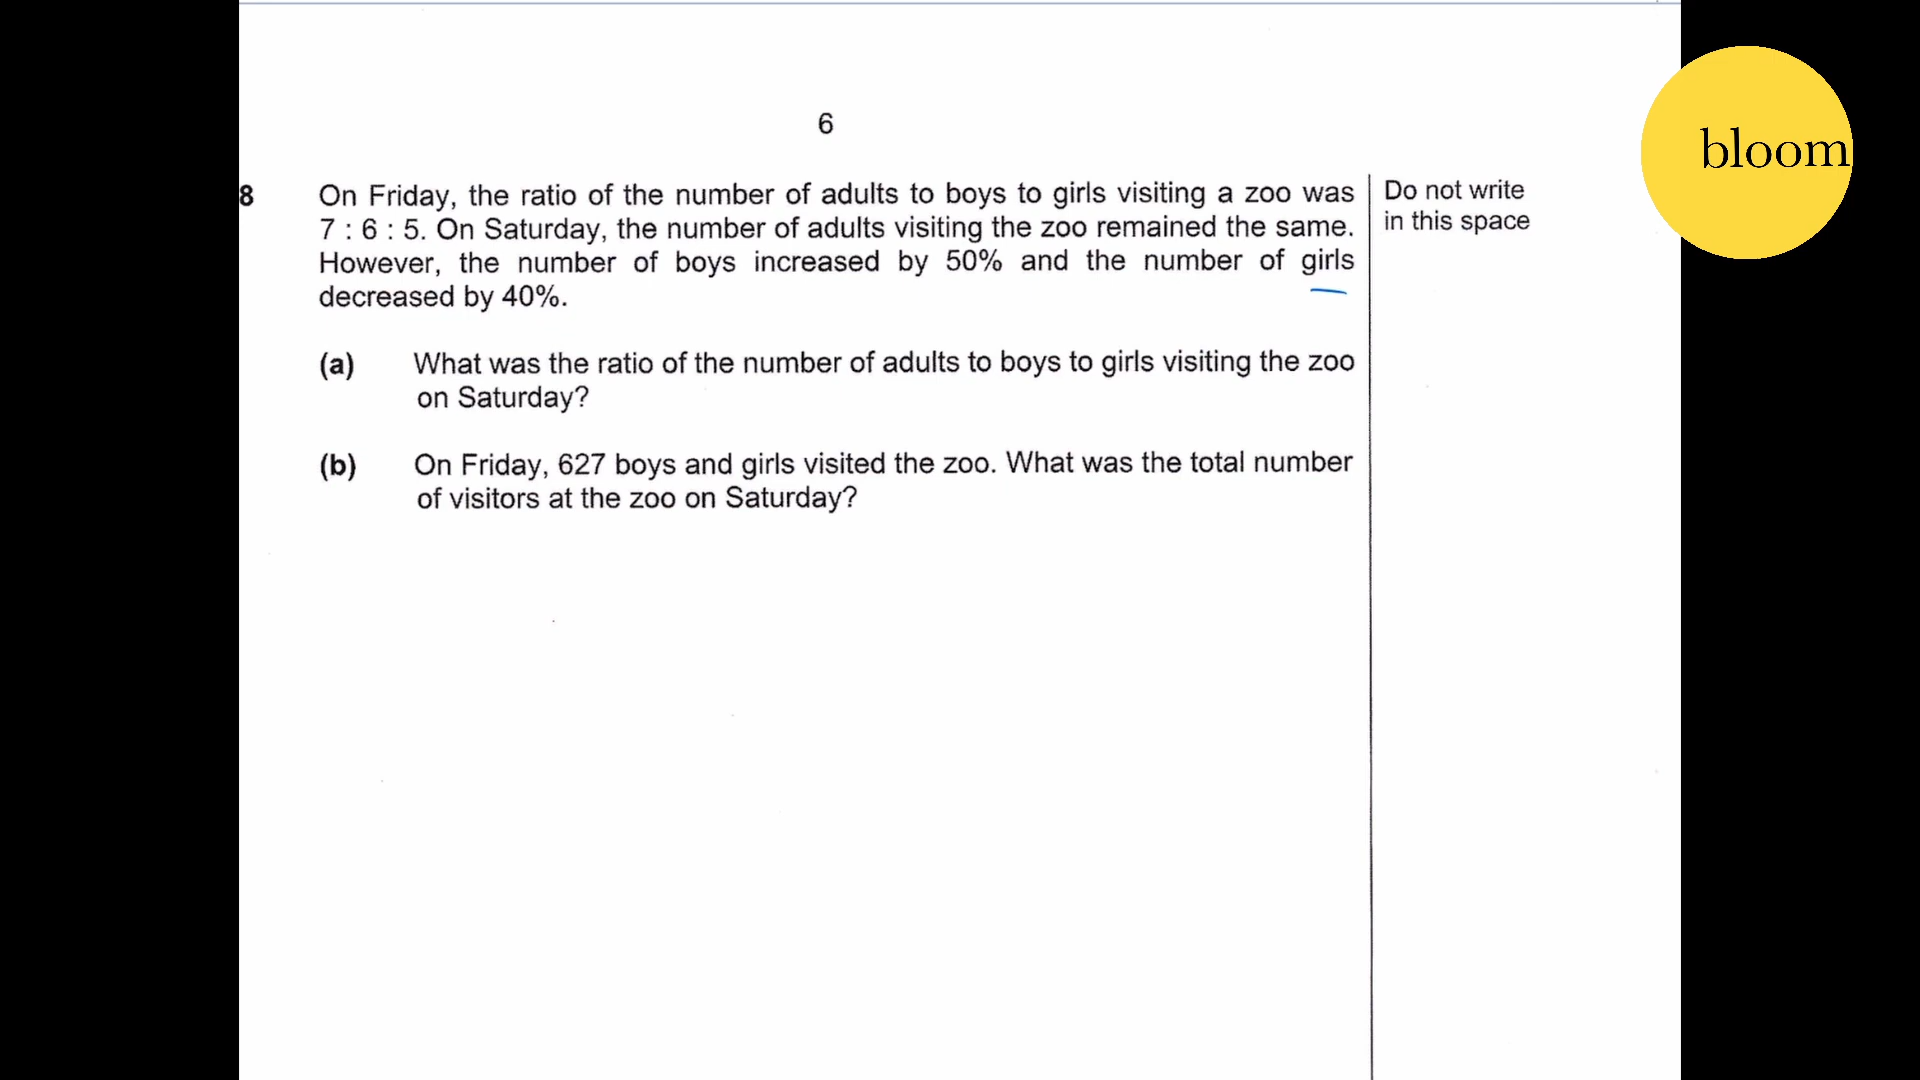 6
bloom
8 On Friday, the ratio of the number of adults to boys to girls visiting a zoo was
7 : 6 : 5. On Saturday, the number of adults visiting the zoo remained the same.
However, the number of boys increased by 50% and the number of girls
decreased by 40%.
Do not write
in this space
(a) What was the ratio of the number of adults to boys to girls visiting the zoo
on Saturday?
(b) On Friday, 627 boys and girls visited the zoo. What was the total number
of visitors at the zoo on Saturday?